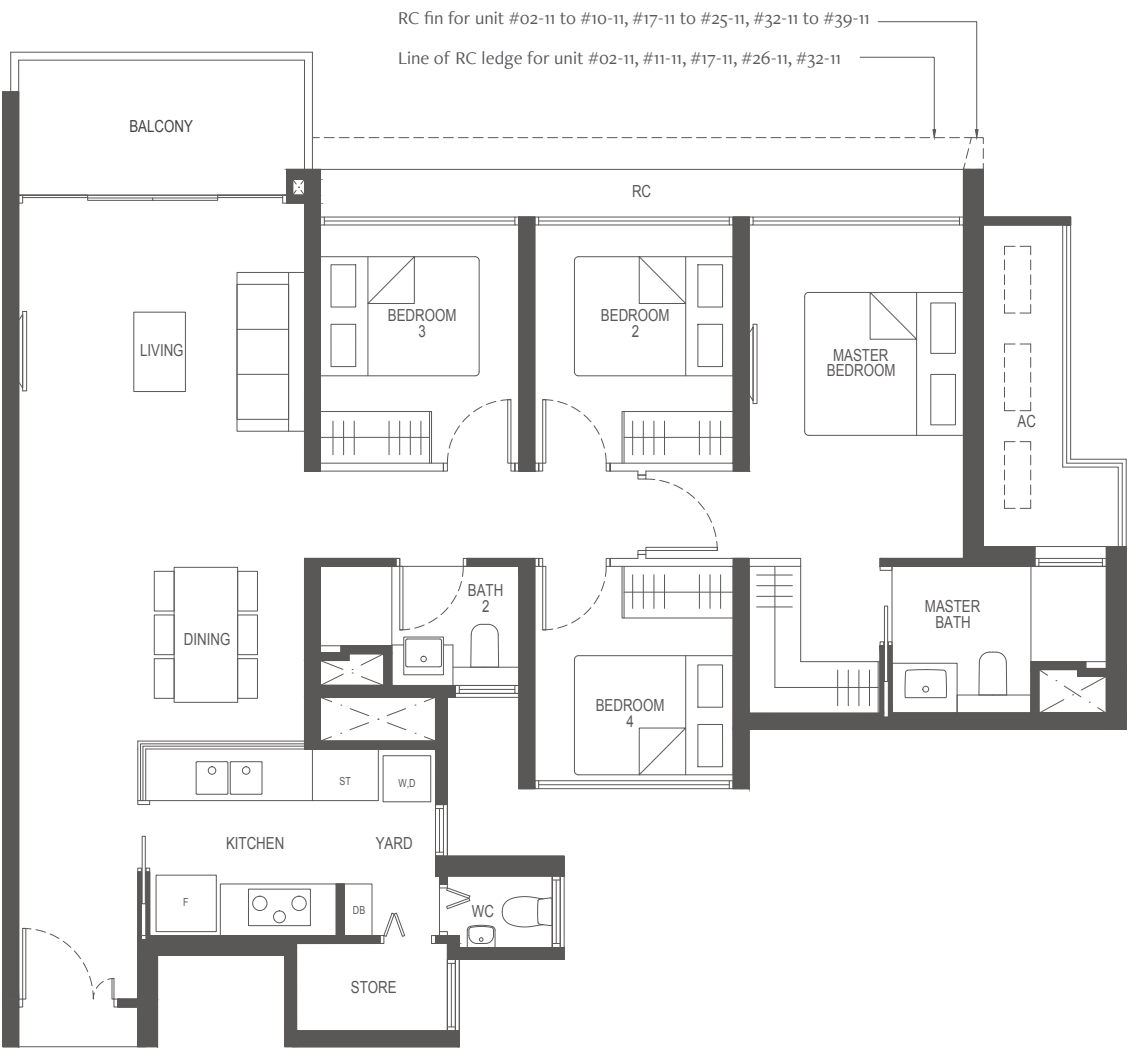 RC fin for unit #02-11 to #10-11, #17-11 to #25-11, #32-11 to #39-11
Line of RC ledge for unit #02-11, #11-11, #17-11, #26-11, #32-11
BALCONY
RC
LIVING
BEDROOM
3
BEDROOM
2
MASTER
BEDROOM
AC
DINING
BATH
2
MASTER
BATH
BEDROOM
4
ST
W,D
KITCHEN
YARD
F
DB
WC
STORE